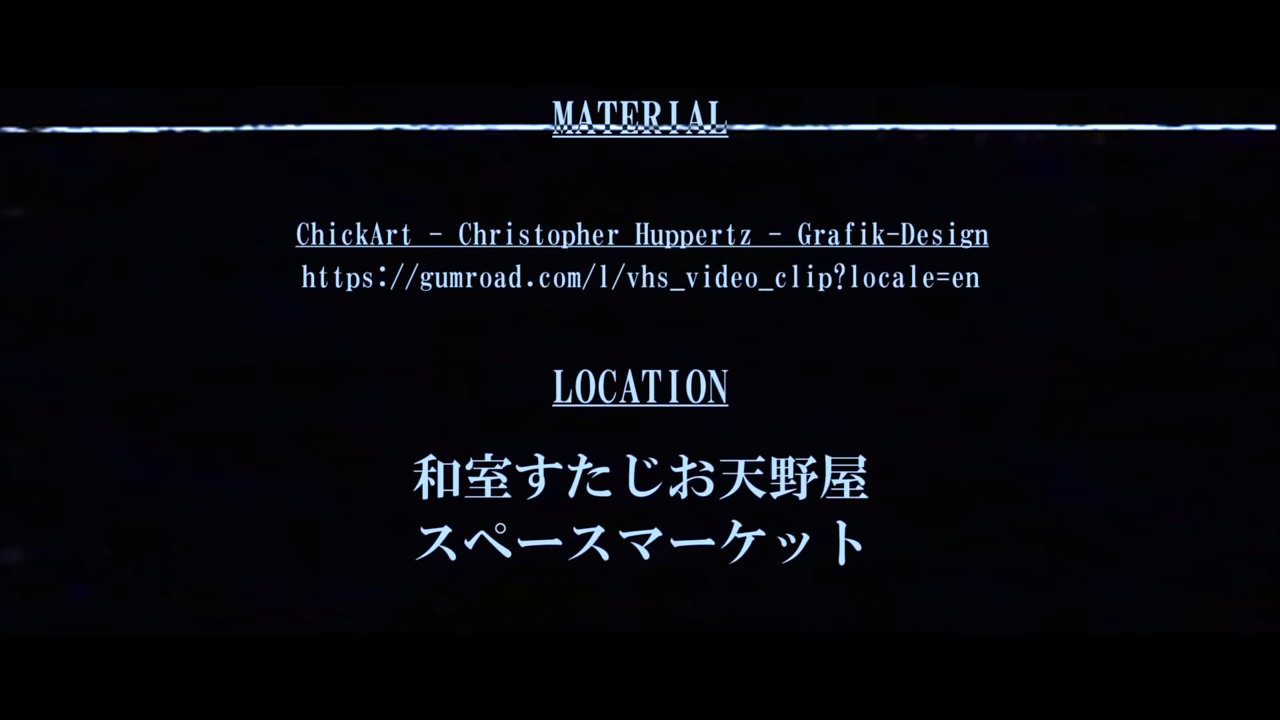 MATERIAL
ChickArt - Christopher Huppertz - Grafik-Design
https://gumroad.com/l/vhs_video_clip?locale=en
LOCATION
和室すたじお天野屋
スペースマーケット